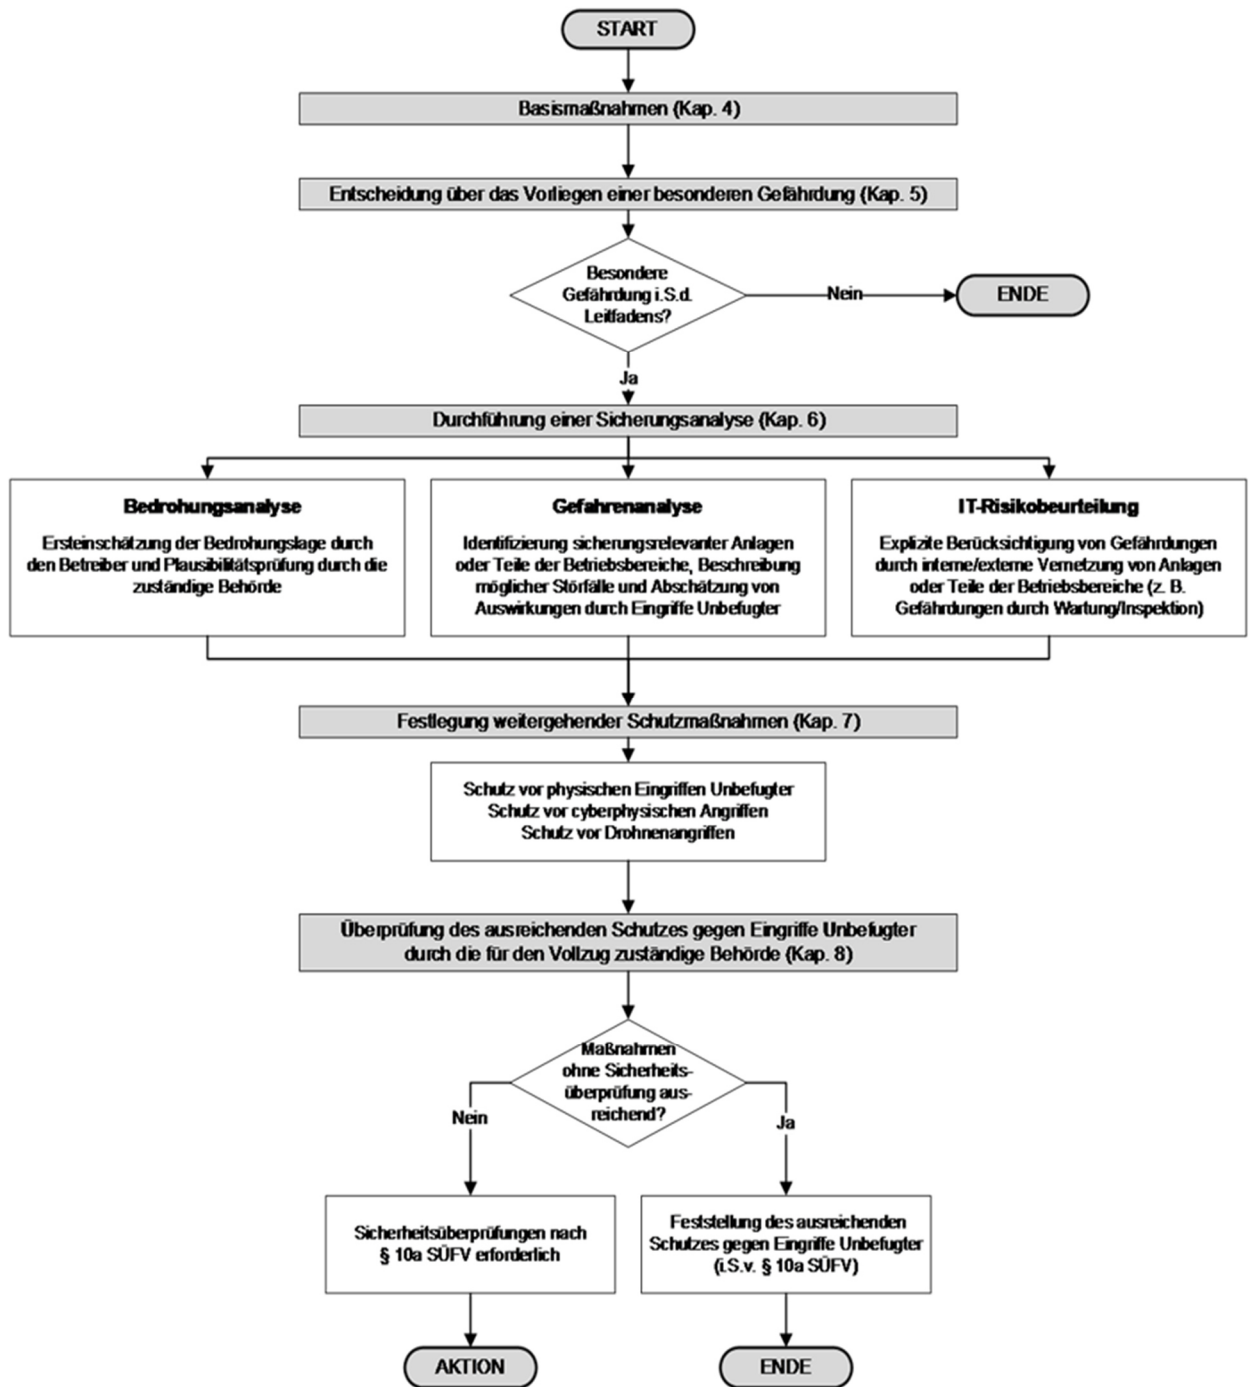 START
Basismaßnahmen (Kap. 4)
Entscheidung über das Vorliegen einer besonderen Gefährdung (Kap. 5)
Besondere
Gefährdung i.S.d.
Leitfadens?
Nein
ENDE
Ja
Durchführung einer Sicherungsanalyse (Kap. 6)
Bedrohungsanalyse
Ersteinschätzung der Bedrohungslage durch
den Betreiber und Plausibilitätsprüfung durch die
zuständige Behörde
Gefahrenanalyse
Identifizierung sicherungsrelevanter Anlagen
oder Teile der Betriebsbereiche, Beschreibung
möglicher Störfälle und Abschätzung von
Auswirkungen durch Eingriffe Unbefugter
IT-Risikobeurteilung
Explizite Berücksichtigung von Gefährdungen
durch interne/externe Vernetzung von Anlagen
oder Teile der Betriebsbereiche (z. B.
Gefährdungen durch Wartung/Inspektion)
Festlegung weitergehender Schutzmaßnahmen (Kap. 7)
Schutz vor physischen Eingriffen Unbefugter
Schutz vor cyberphysischen Angriffen
Schutz vor Drohnenangriffen
Überprüfung des ausreichenden Schutzes gegen Eingriffe Unbefugter
durch die für den Vollzug zuständige Behörde (Kap. 8)
Maßnahmen
ohne Sicherheits-
überprüfung aus-
reichend?
Nein
Ja
Sicherheitsüberprüfungen nach
§ 10a SÜFV erforderlich
Feststellung des ausreichenden
Schutzes gegen Eingriffe Unbefugter
(i.S.v. § 10a SÜFV)
AKTION
ENDE